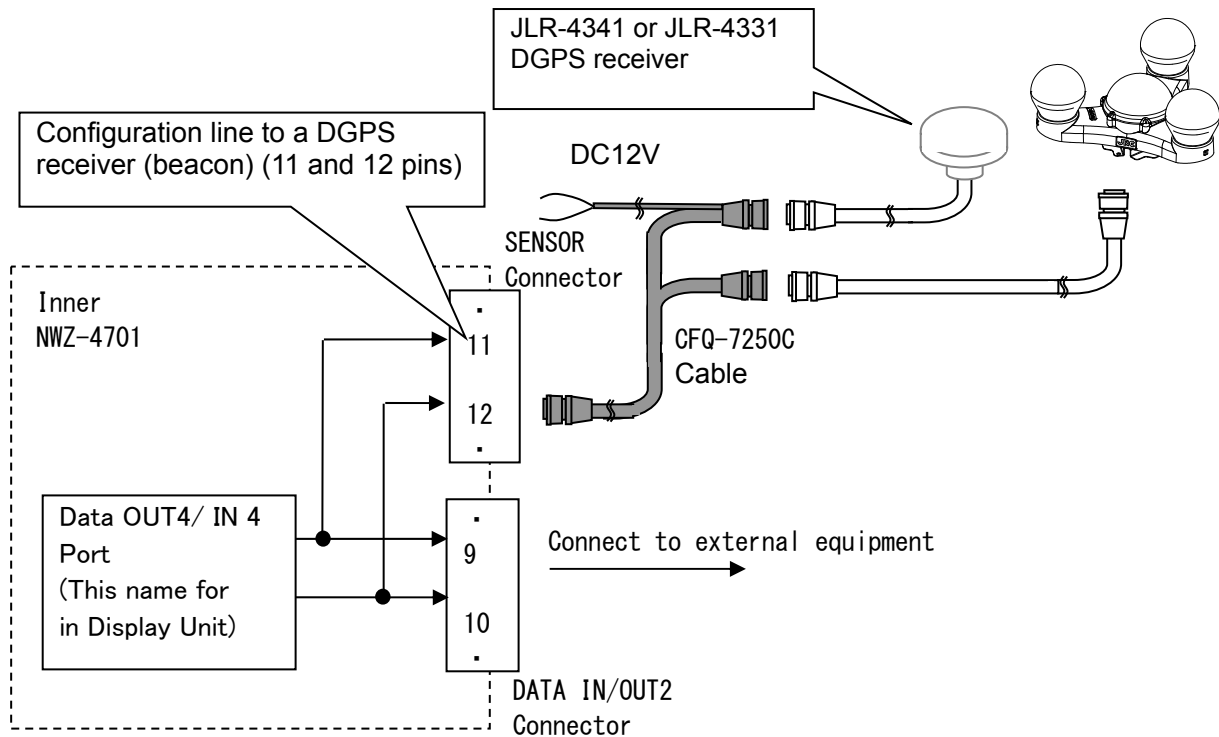 JLR-4341 or JLR-4331
DGPS receiver
Configuration line to a DGPS
receiver (beacon) (11 and 12 pins)
DC12V
SENSOR
Connector
Inner
NWZ-4701
11
12
CFQ-7250C
Cable
Data OUT4/ IN 4
Port
(This name for
in Display Unit)
9
10
Connect to external equipment
DATA IN/OUT2
Connector
JRC